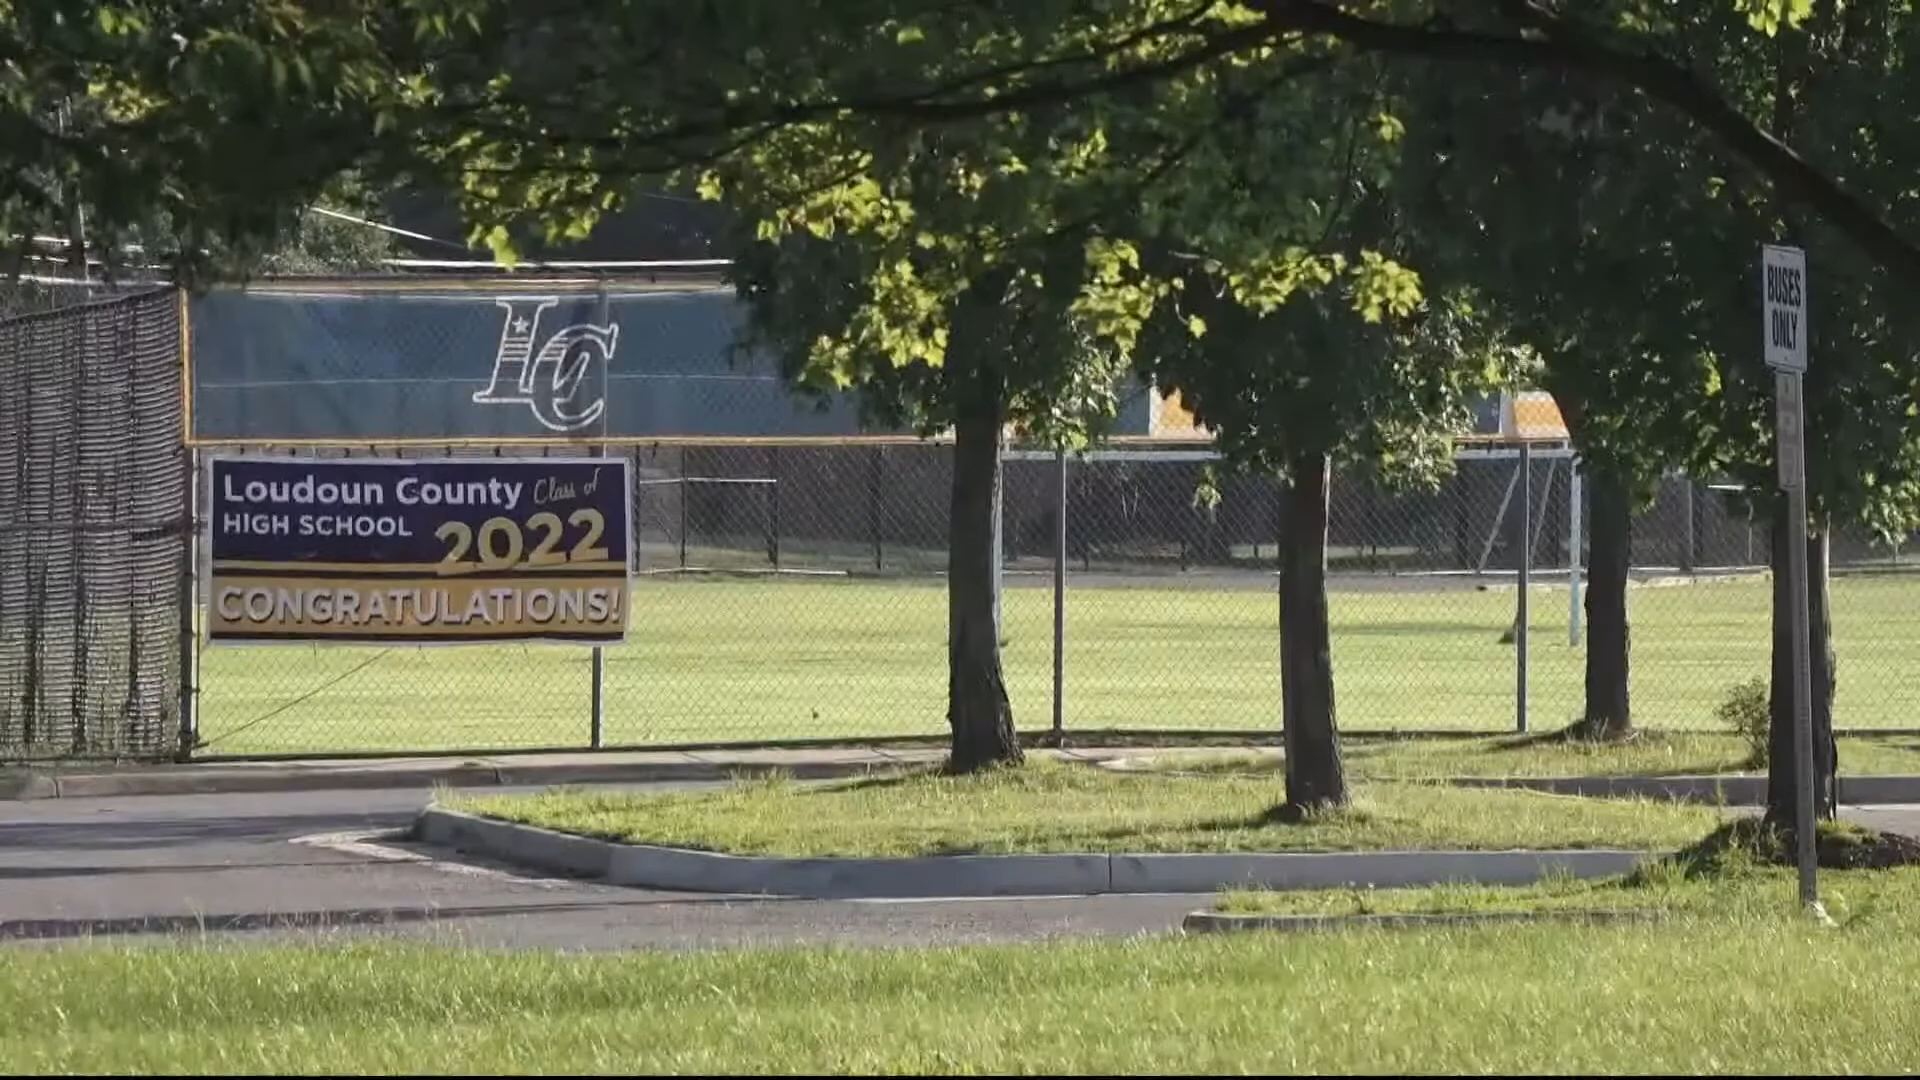 LC
Loudoun County Class of
HIGH SCHOOL 2022
CONGRATULATIONS!
BUSES
ONLY